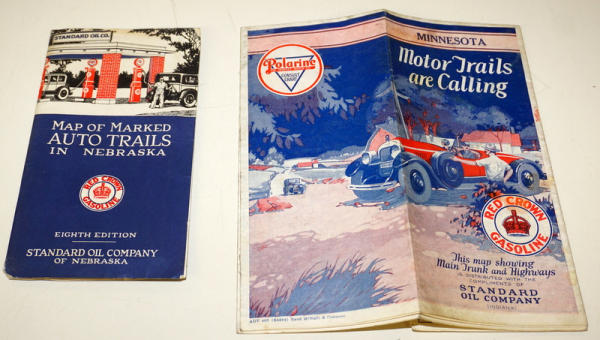 STANDARD OIL CO.
MAP OF MARKED
AUTO TRAILS
IN NEBRASKA
RED CROWN
GASOLINE
EIGHTH EDITION
STANDARD OIL COMPANY
OF NEBRASKA
MINNESOTA
Motor Trails
are Calling
Polarine
CONSULT
CHART
RED CROWN
GASOLINE
This map showing
Main Trunk and Highways
IS DISTRIBUTED WITH THE
COMPLIMENTS OF
STANDARD
OIL COMPANY
(INDIANA)